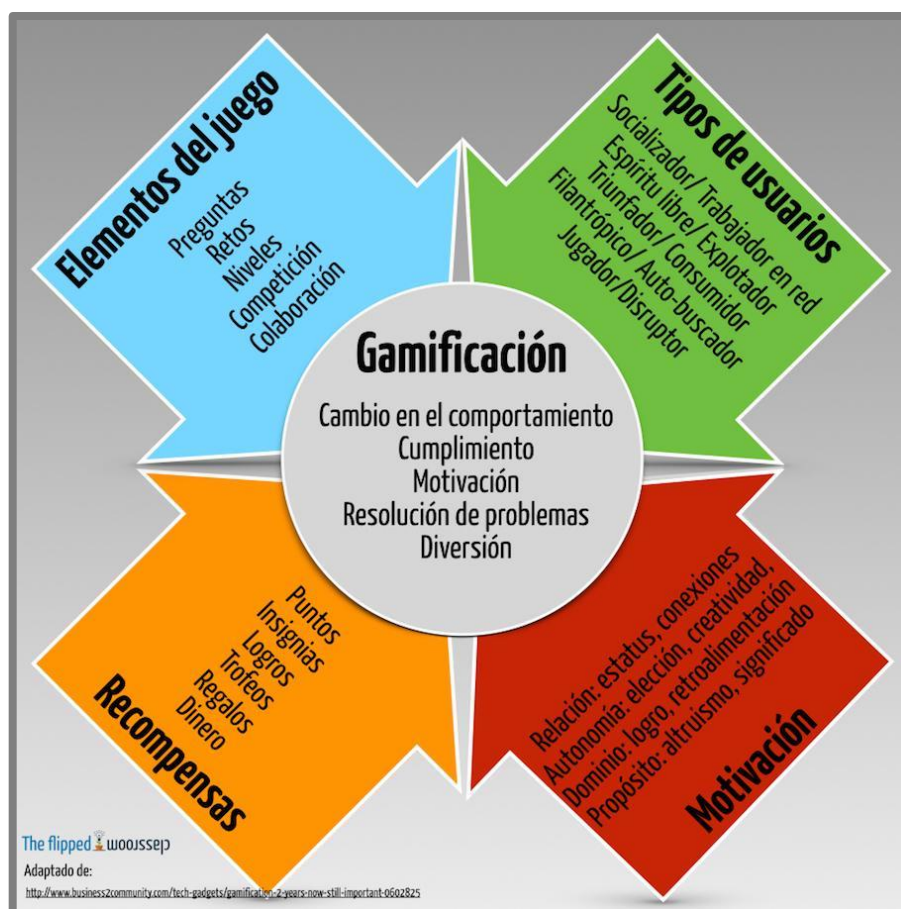 Elementos del juego
Preguntas
Retos
Niveles
Competición
Colaboración
Tipos de usuarios
Socializador/ Trabajador en red
Espíritu libre/ Explotador
Triunfador/ Consumidor
Filantrópico/ Auto-buscador
Jugador/Disruptor
Gamificación
Cambio en el comportamiento
Cumplimiento
Motivación
Resolución de problemas
Diversión
Puntos
Insignias
Logros
Trofeos
Regalos
Dinero
Recompensas
Relación: estatus, conexiones
Autonomía: elección, creatividad,
Dominio: logro, retroalimentación
Propósito: altruismo, significado
Motivación
The flipped classroom
Adaptado de:
http://www.business2community.com/tech-gadgets/gamification-2-years-now-still-important-0602825